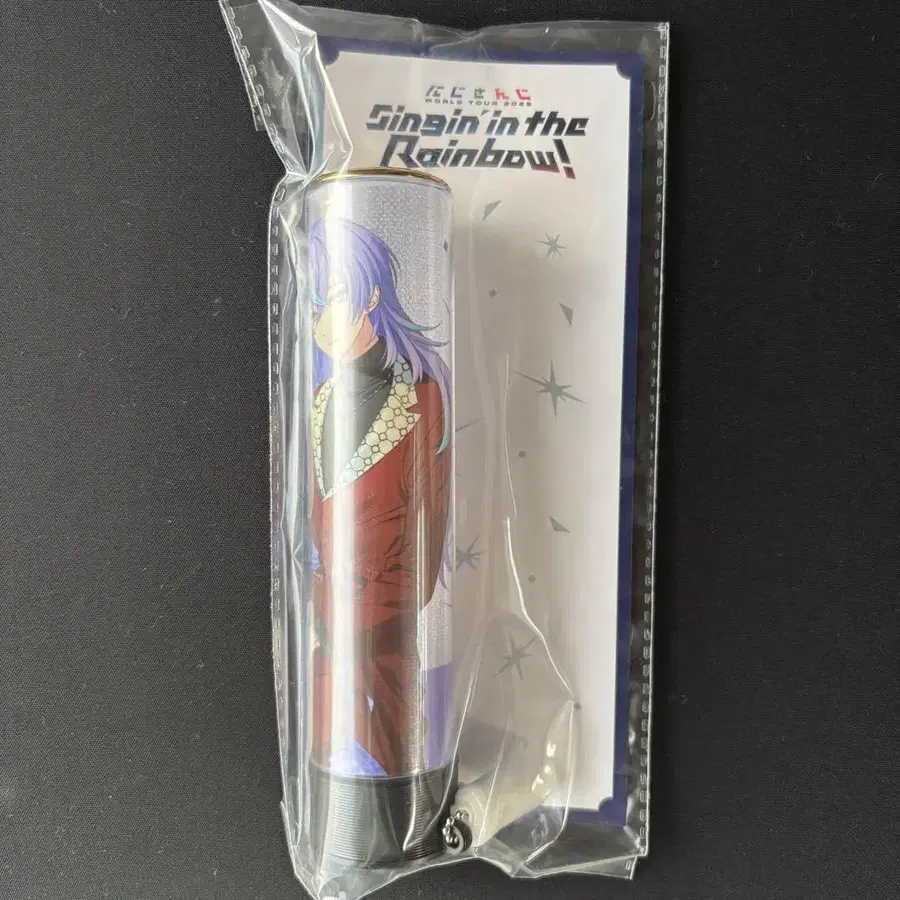 にじさんじ
WORLD TOUR 2025
Singin' in the
Rainbow!